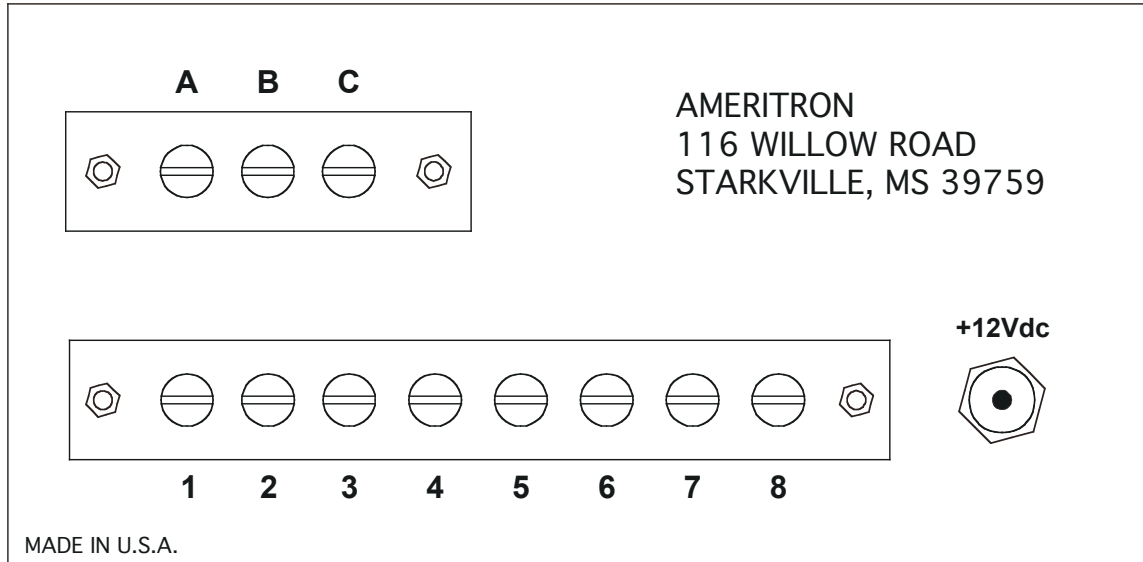 A B C
AMERITRON
116 WILLOW ROAD
STARKVILLE, MS 39759
+12Vdc
1 2 3 4 5 6 7 8
MADE IN U.S.A.